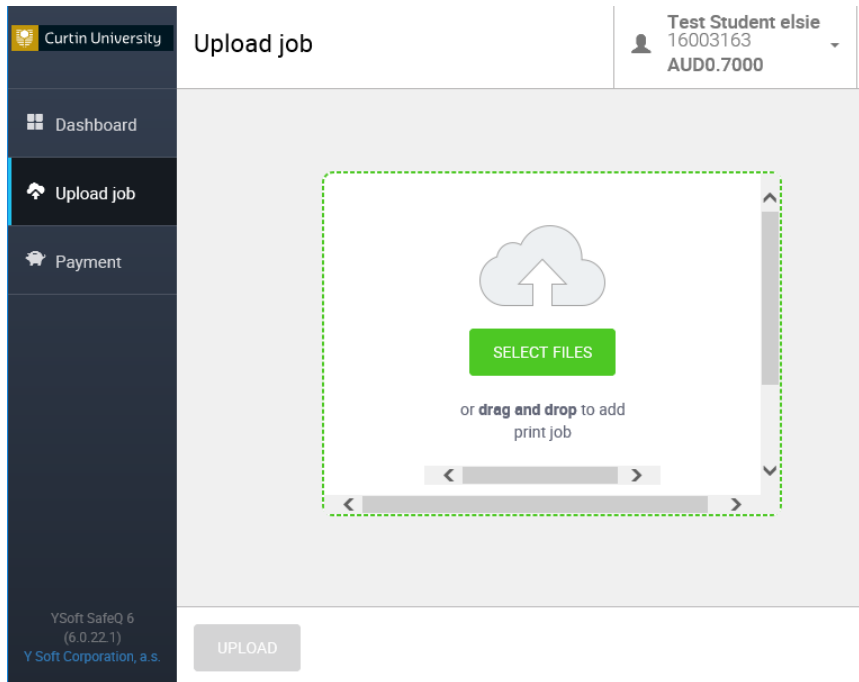 Curtin University
Upload job
Test Student elsie
16003163
AUD0.7000
Dashboard
Upload job
Payment
SELECT FILES
or drag and drop to add
print job
YSoft SafeQ 6
(6.0.22.1)
Y Soft Corporation, a.s.
UPLOAD